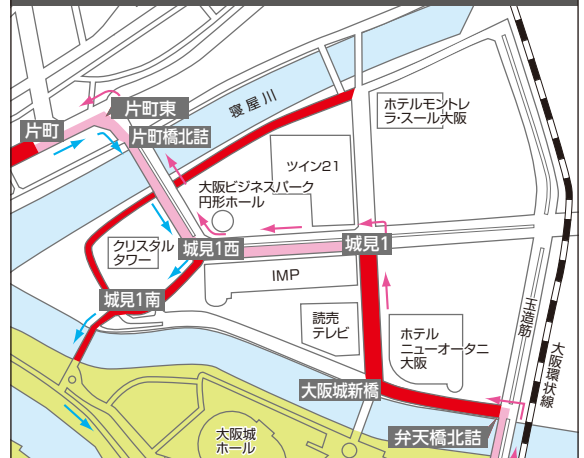 寝屋川
ホテルモントレ
ラ・スール大阪
片町東
片町
片町橋北詰
ツイン21
大阪ビジネスパーク
円形ホール
クリスタル
タワー
城見1西
城見1
IMP
城見1南
読売
テレビ
ホテル
ニューオータニ
大阪
玉造筋
大阪環状線
大阪城新橋
弁天橋北詰
大阪城
ホール